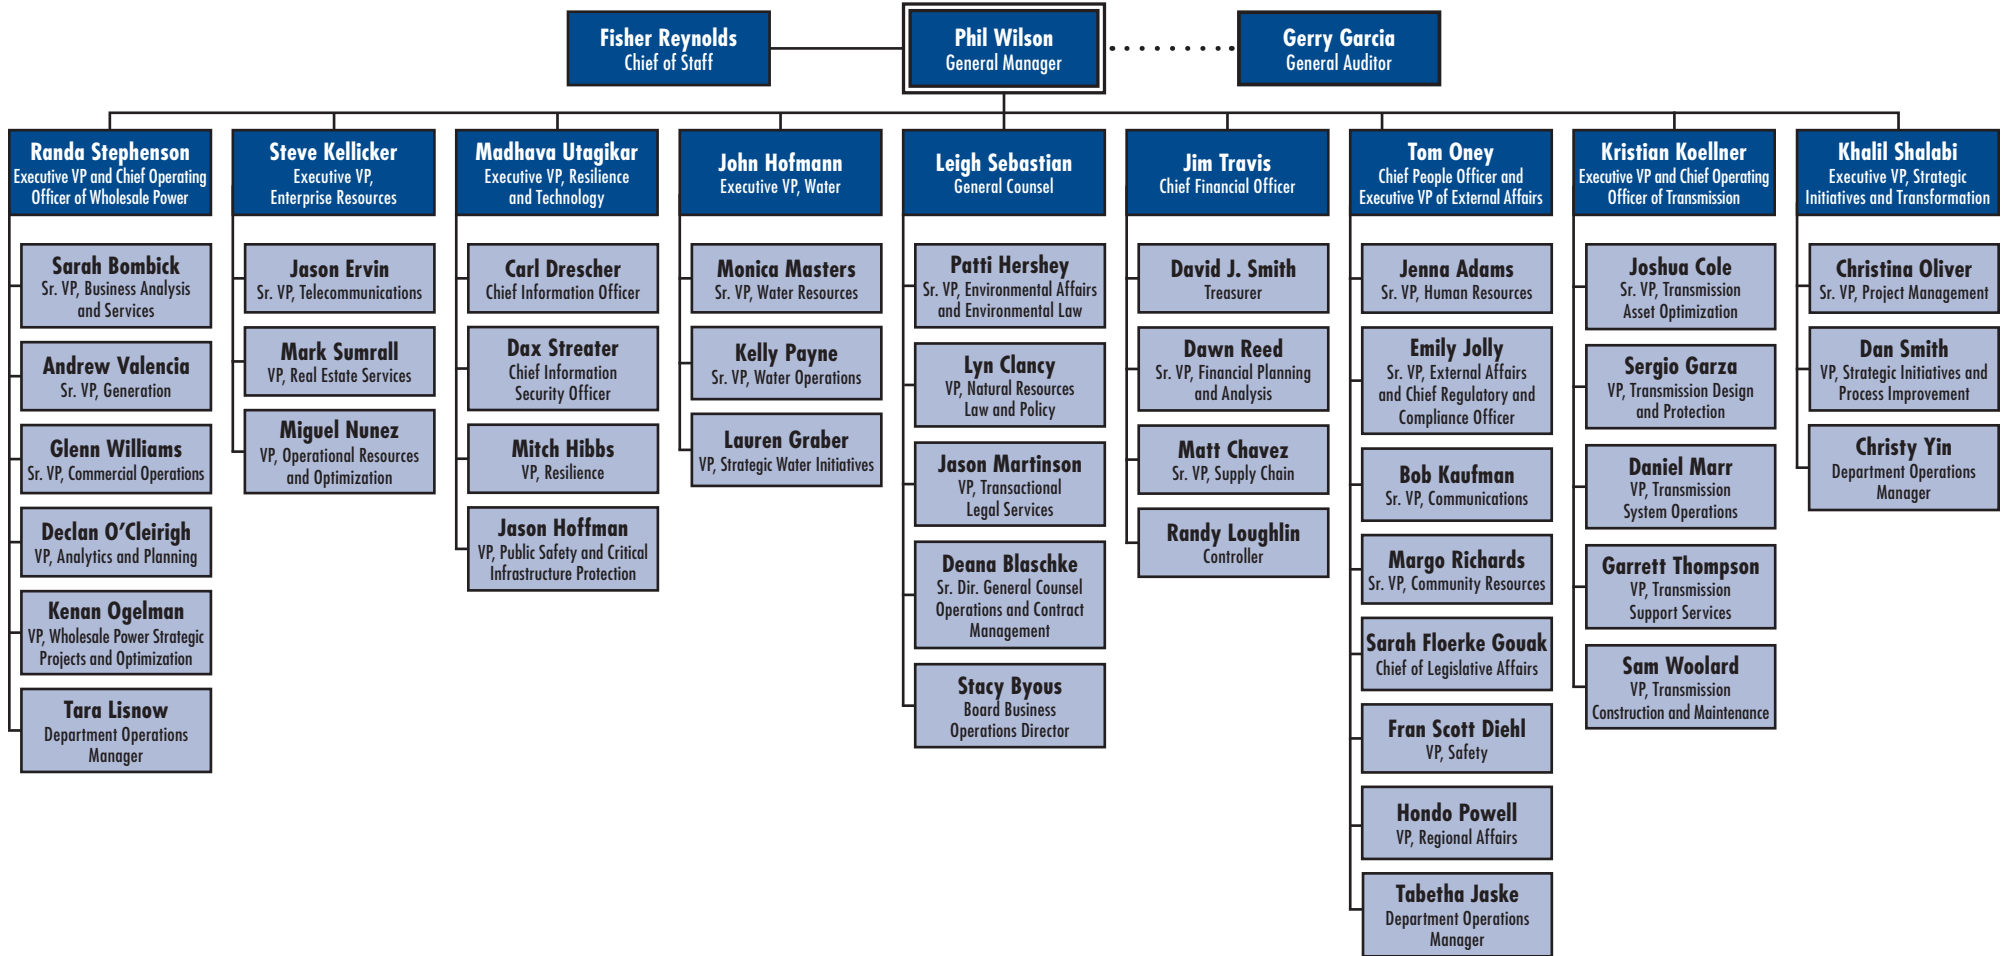 Fisher Reynolds
Chief of Staff
Phil Wilson
General Manager
Gerry Garcia
General Auditor
Randa Stephenson
Executive VP and Chief Operating
Officer of Wholesale Power
Sarah Bombick
Sr. VP, Business Analysis
and Services
Andrew Valencia
Sr. VP, Generation
Glenn Williams
Sr. VP, Commercial Operations
Declan O’Cleirigh
VP, Analytics and Planning
Kenan Ogelman
VP, Wholesale Power Strategic
Projects and Optimization
Tara Lisnow
Department Operations
Manager
Steve Kellicker
Executive VP,
Enterprise Resources
Jason Ervin
Sr. VP, Telecommunications
Mark Sumrall
VP, Real Estate Services
Miguel Nunez
VP, Operational Resources
and Optimization
Madhava Utagikar
Executive VP, Resilience
and Technology
Carl Drescher
Chief Information Officer
Dax Streater
Chief Information
Security Officer
Mitch Hibbs
VP, Resilience
Jason Hoffman
VP, Public Safety and Critical
Infrastructure Protection
John Hofmann
Executive VP, Water
Monica Masters
Sr. VP, Water Resources
Kelly Payne
Sr. VP, Water Operations
Lauren Graber
VP, Strategic Water Initiatives
Leigh Sebastian
General Counsel
Patti Hershey
Sr. VP, Environmental Affairs
and Environmental Law
Lyn Clancy
VP, Natural Resources
Law and Policy
Jason Martinson
VP, Transactional
Legal Services
Deana Blaschke
Sr. Dir. General Counsel
Operations and Contract
Management
Stacy Byous
Board Business
Operations Director
Jim Travis
Chief Financial Officer
David J. Smith
Treasurer
Dawn Reed
Sr. VP, Financial Planning
and Analysis
Matt Chavez
Sr. VP, Supply Chain
Randy Loughlin
Controller
Tom Oney
Chief People Officer and
Executive VP of External Affairs
Jenna Adams
Sr. VP, Human Resources
Emily Jolly
Sr. VP, External Affairs
and Chief Regulatory and
Compliance Officer
Bob Kaufman
Sr. VP, Communications
Margo Richards
Sr. VP, Community Resources
Sarah Floerke Gouak
Chief of Legislative Affairs
Fran Scott Diehl
VP, Safety
Hondo Powell
VP, Regional Affairs
Tabetha Jaske
Department Operations
Manager
Kristian Koellner
Executive VP and Chief Operating
Officer of Transmission
Joshua Cole
Sr. VP, Transmission
Asset Optimization
Sergio Garza
VP, Transmission Design
and Protection
Daniel Marr
VP, Transmission
System Operations
Garrett Thompson
VP, Transmission
Support Services
Sam Woolard
VP, Transmission
Construction and Maintenance
Khalil Shalabi
Executive VP, Strategic
Initiatives and Transformation
Christina Oliver
Sr. VP, Project Management
Dan Smith
VP, Strategic Initiatives and
Process Improvement
Christy Yin
Department Operations
Manager